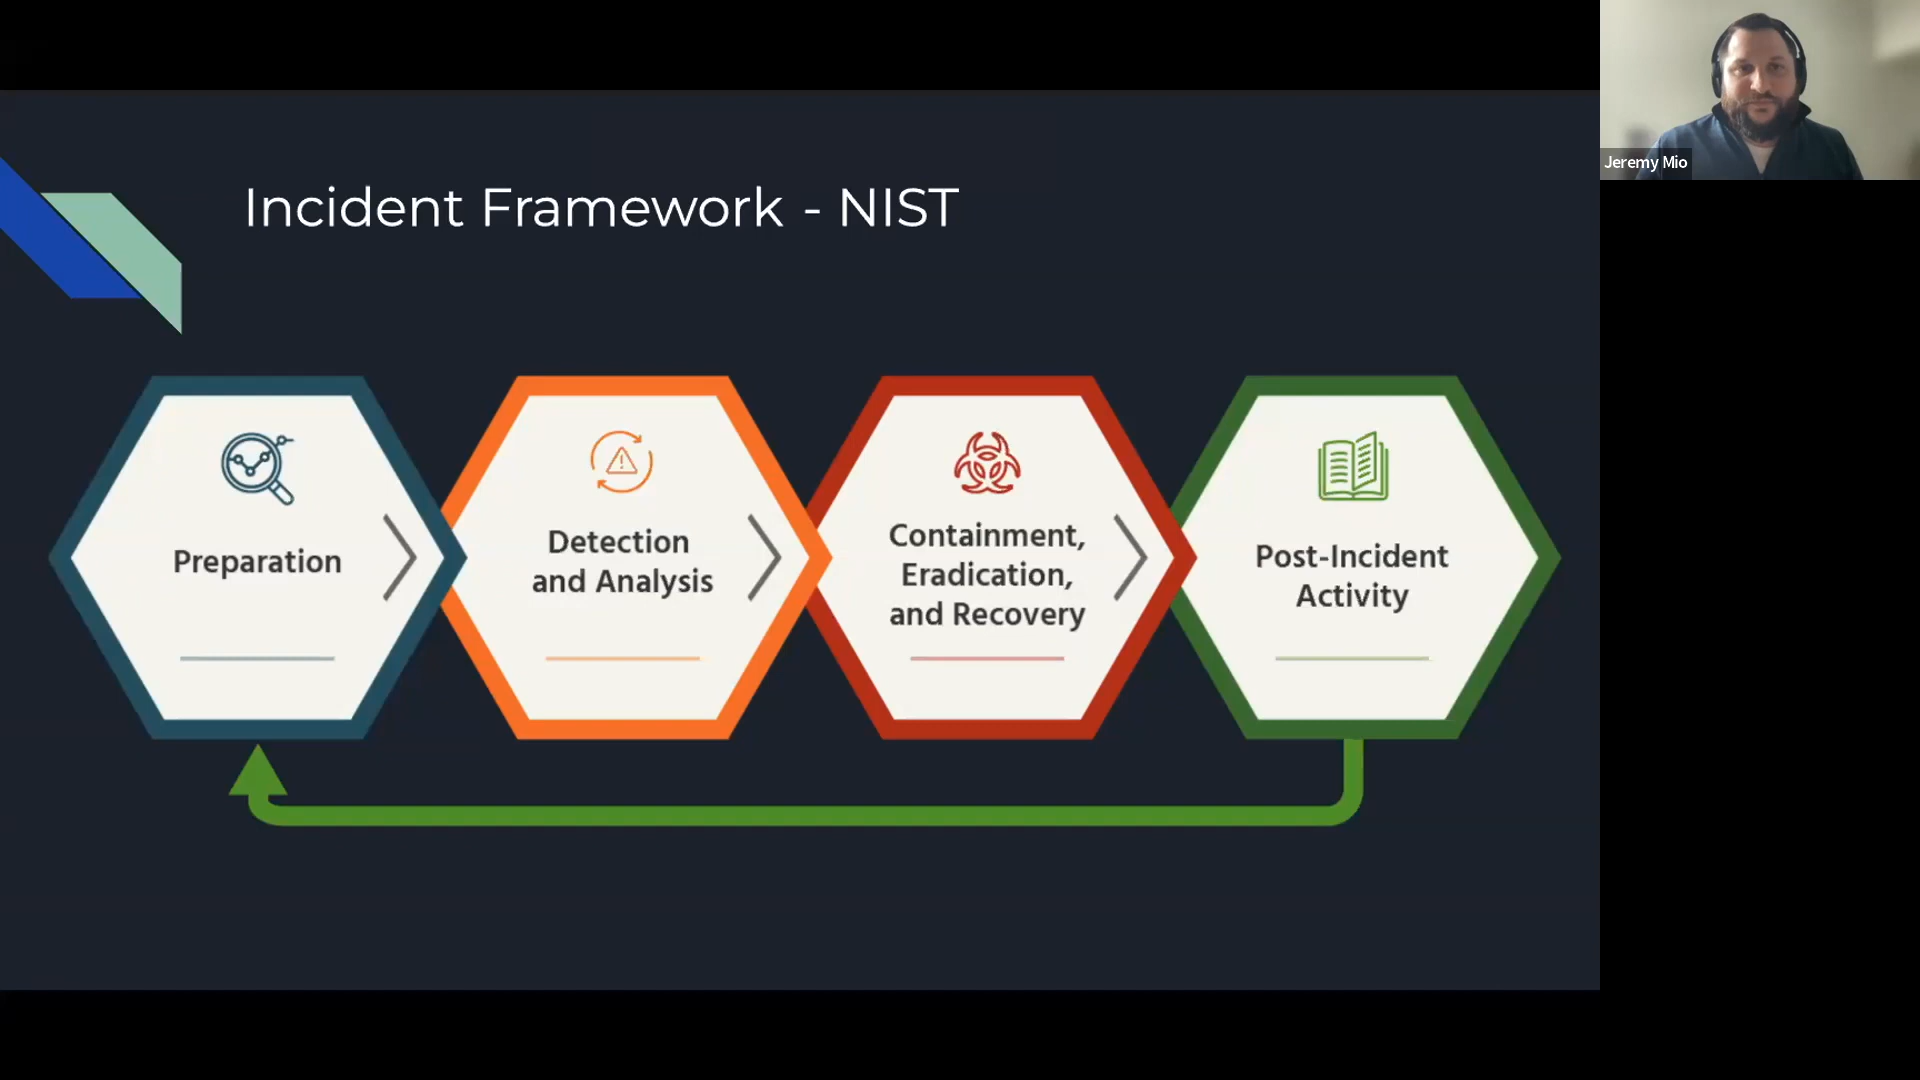 Jeremy Mio
Incident Framework - NIST
Preparation
Detection
and Analysis
Containment,
Eradication,
and Recovery
Post-Incident
Activity